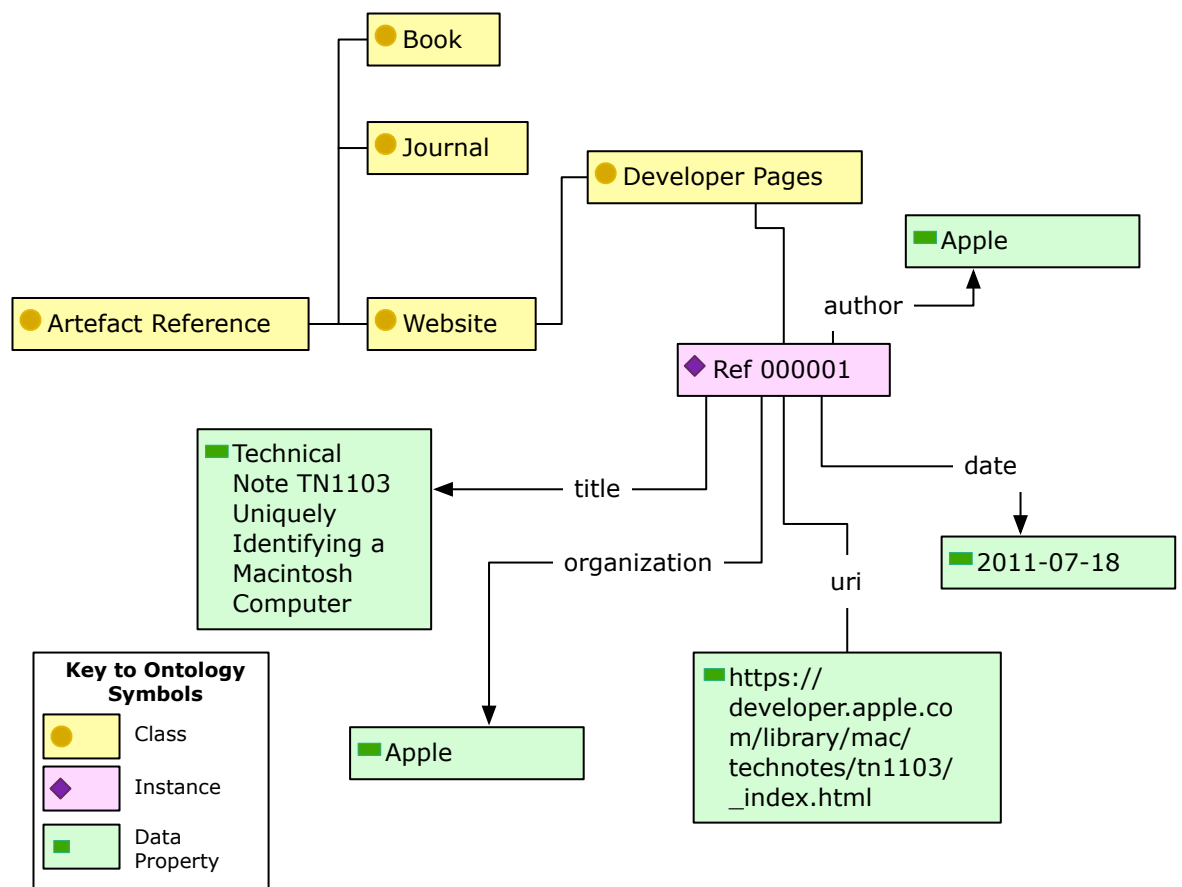 Book
Journal
Developer Pages
Apple
author
Artefact Reference
Website
Ref 000001
Technical
Note TN1103
Uniquely
Identifying a
Macintosh
Computer
title
date
organization
2011-07-18
uri
https://
developer.apple.co
m/library/mac/
technotes/tn1103/
_index.html
Apple
Key to Ontology
Symbols
Class
Instance
Data
Property